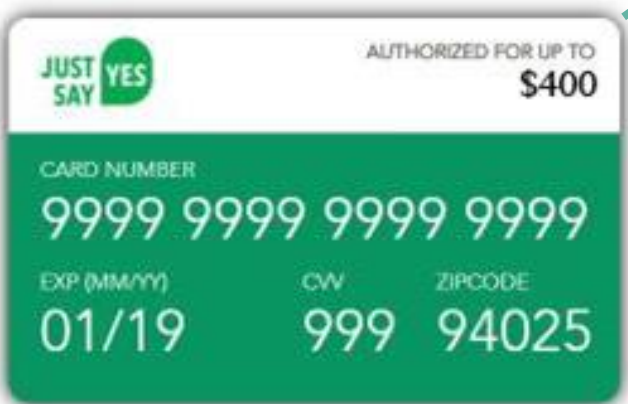 JUST SAY YES
AUTHORIZED FOR UP TO
$400
CARD NUMBER
9999 9999 9999 9999
EXP (MM/YY) CVV ZIPCODE
01/19 999 94025